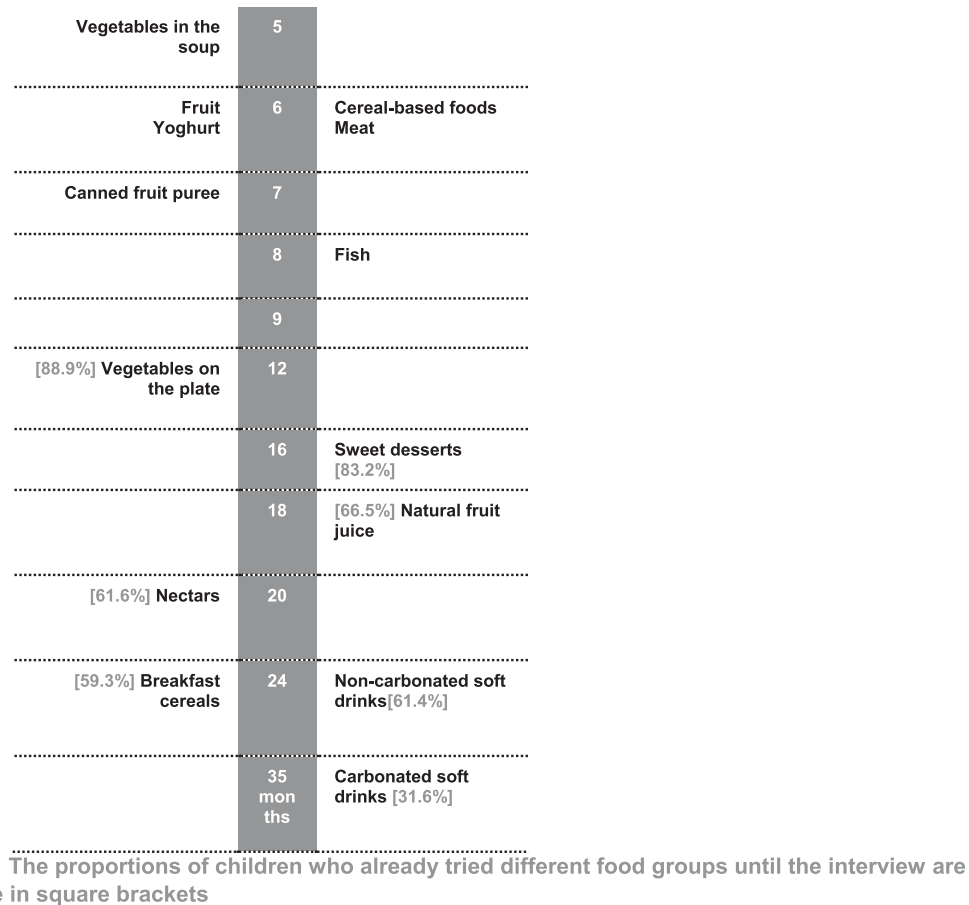 Vegetables in the
soup
5
Fruit
Yoghurt
6
Cereal-based foods
Meat
Canned fruit puree
7
8
Fish
9
[88.9%] Vegetables on
the plate
12
16
Sweet desserts
[83.2%]
18
[66.5%] Natural fruit
juice
[61.6%] Nectars
20
[59.3%] Breakfast
cereals
24
Non-carbonated soft
drinks[61.4%]
35
mon
ths
Carbonated soft
drinks [31.6%]
The proportions of children who already tried different food groups until the interview are
in square brackets